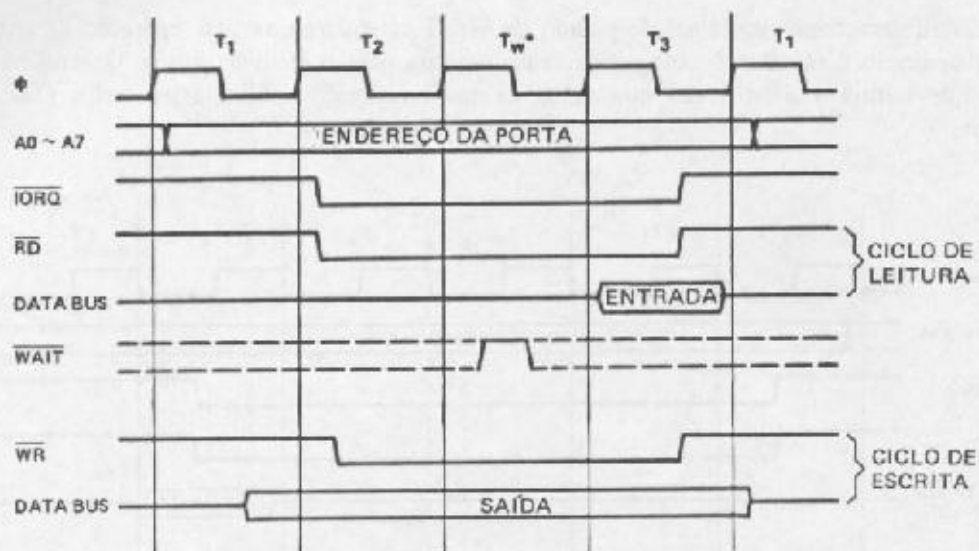 T1 T2 Tw* T3 T1
Φ
A0 ~ A7 ENDEREÇO DA PORTA
IORQ
RD
CICLO DE
LEITURA
DATA BUS ENTRADA
WAIT
WR
CICLO DE
ESCRITA
DATA BUS SAÍDA